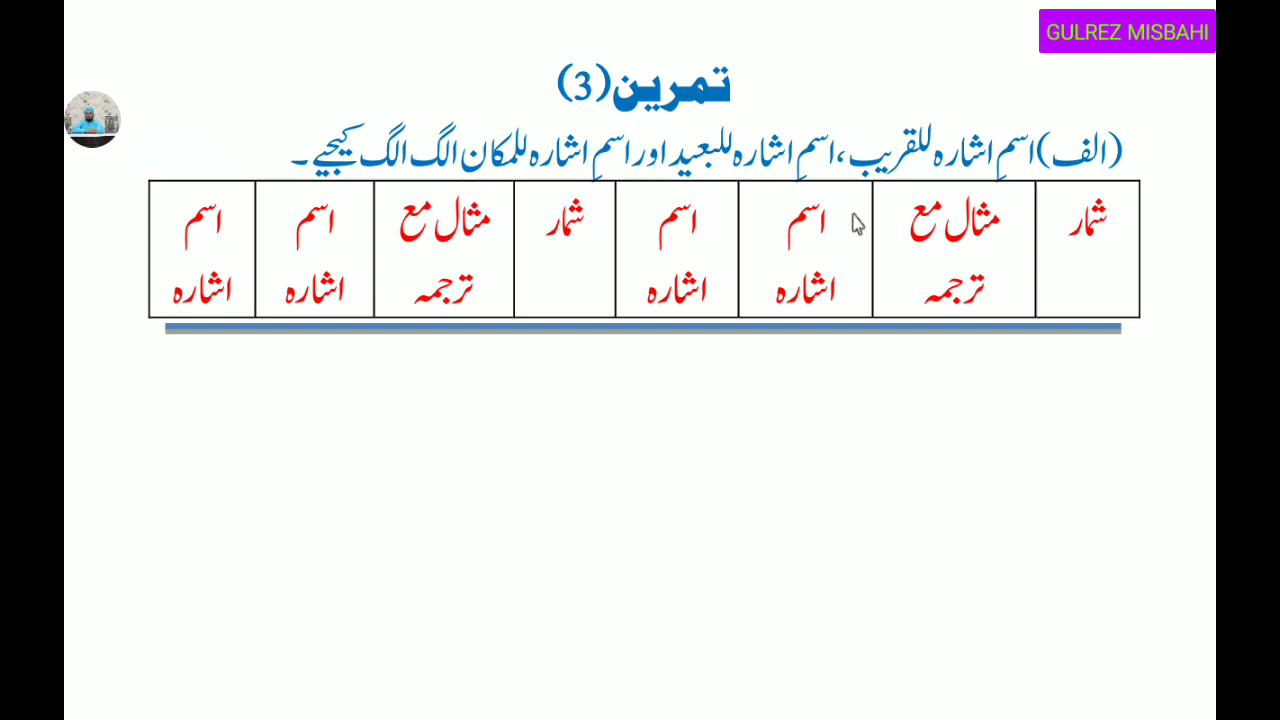 GULREZ MISBAHI
تمرین(3)
(الف)اسمِ اشارہ للقریب،اسمِ اشارہ للبعید اور اسمِ اشارہ للمکان الگ الگ کیجیے۔
شمار مثال مع اسم اسم شمار مثال مع اسم اسم
ترجمہ اشارہ اشارہ ترجمہ اشارہ اشارہ